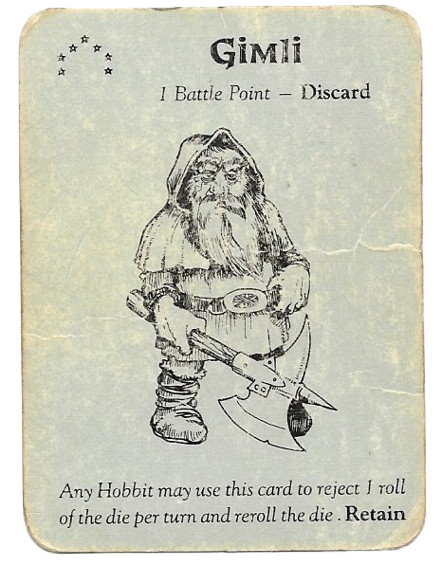 Gimli
1 Battle Point – Discard
Any Hobbit may use this card to reject 1 roll
of the die per turn and reroll the die . Retain